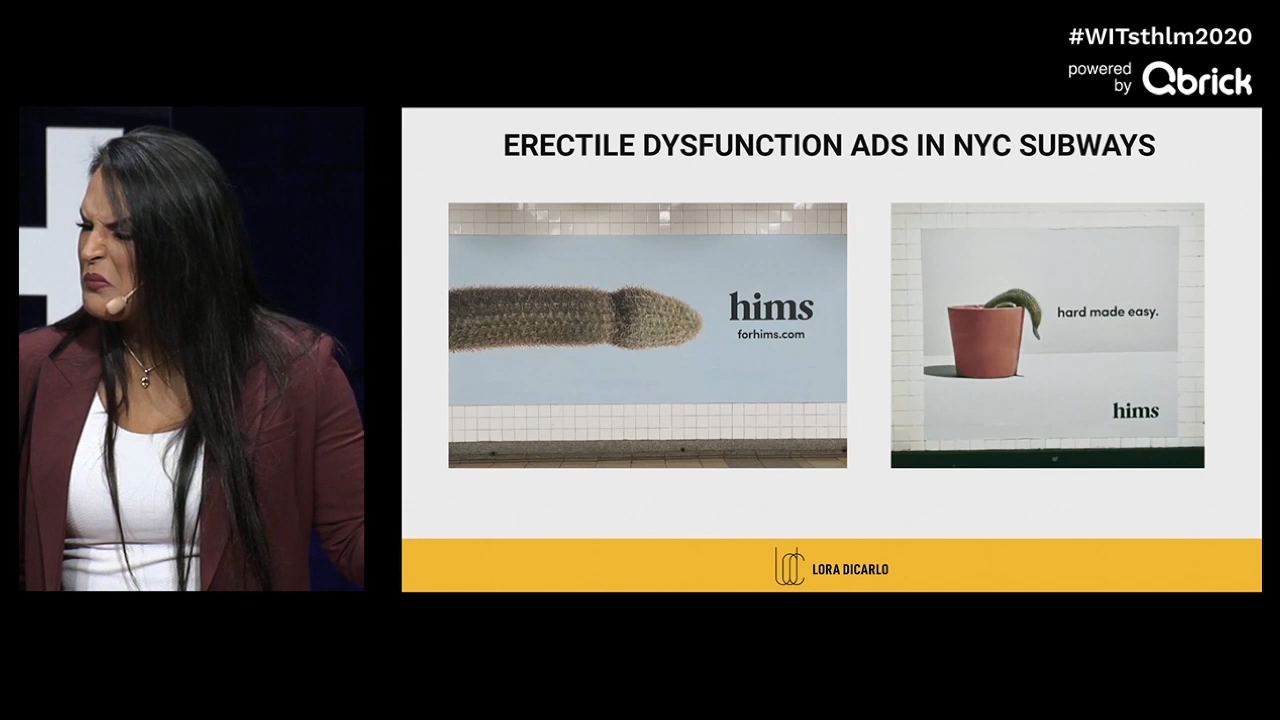 #WITsthlm2020
powered
by
Qbrick
ERECTILE DYSFUNCTION ADS IN NYC SUBWAYS
hims
forhims.com
hard made easy.
hims
LORA DICARLO